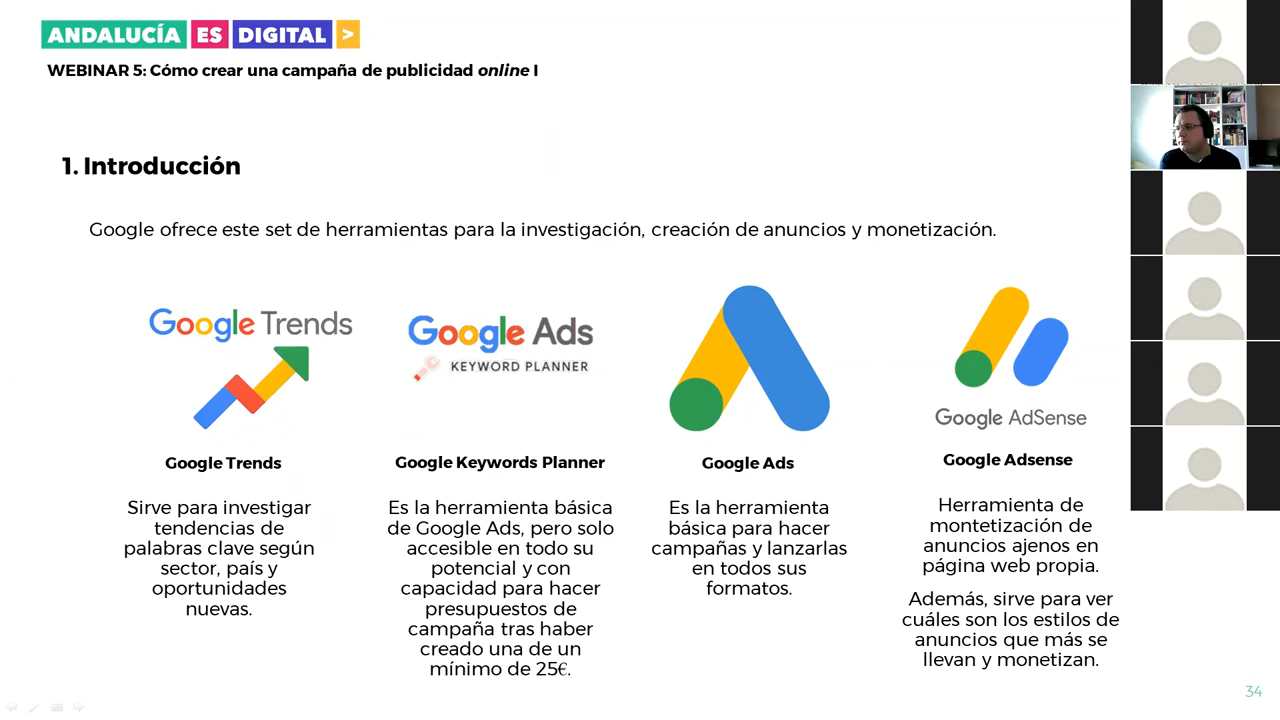 ANDALUCÍA ES DIGITAL >
WEBINAR 5: Cómo crear una campaña de publicidad online I
1. Introducción
Google ofrece este set de herramientas para la investigación, creación de anuncios y monetización.
Google Trends
Google Trends
Sirve para investigar
tendencias de
palabras clave según
sector, país y
oportunidades
nuevas.
Google Ads
KEYWORD PLANNER
Google Keywords Planner
Es la herramienta básica
de Google Ads, pero solo
accesible en todo su
potencial y con
capacidad para hacer
presupuestos de
campaña tras haber
creado una de un
mínimo de 25€.
Google Ads
Es la herramienta
básica para hacer
campañas y lanzarlas
en todos sus
formatos.
Google AdSense
Google Adsense
Herramienta de
montetización de
anuncios ajenos en
página web propia.
Además, sirve para ver
cuáles son los estilos de
anuncios que más se
llevan y monetizan.
34